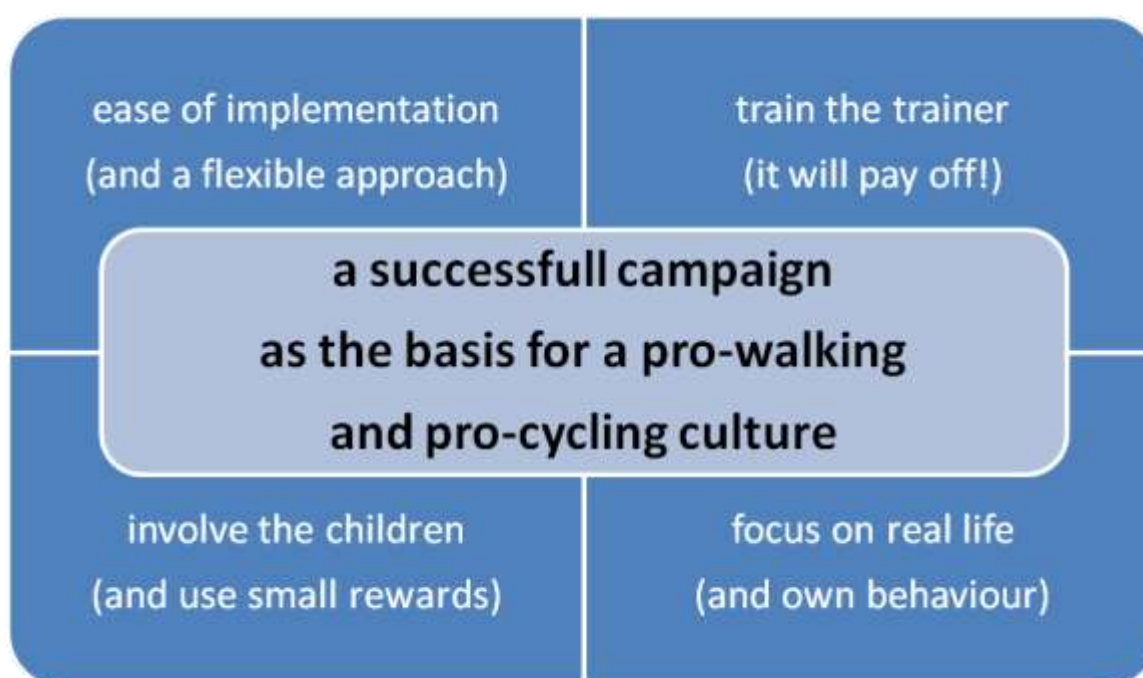 ease of implementation
(and a flexible approach)
train the trainer
(it will pay off!)
a successfull campaign
as the basis for a pro-walking
and pro-cycling culture
involve the children
(and use small rewards)
focus on real life
(and own behaviour)